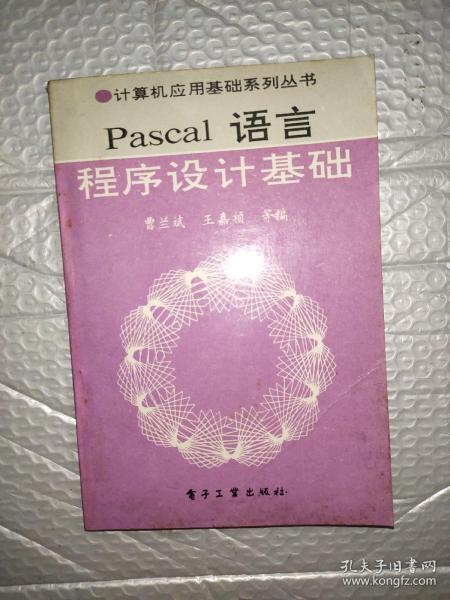 ●计算机应用基础系列丛书
Pascal 语言
程序设计基础
曹兰斌 王嘉祯 等编
电子工业出版社
孔夫子旧书网
www.kongfz.com